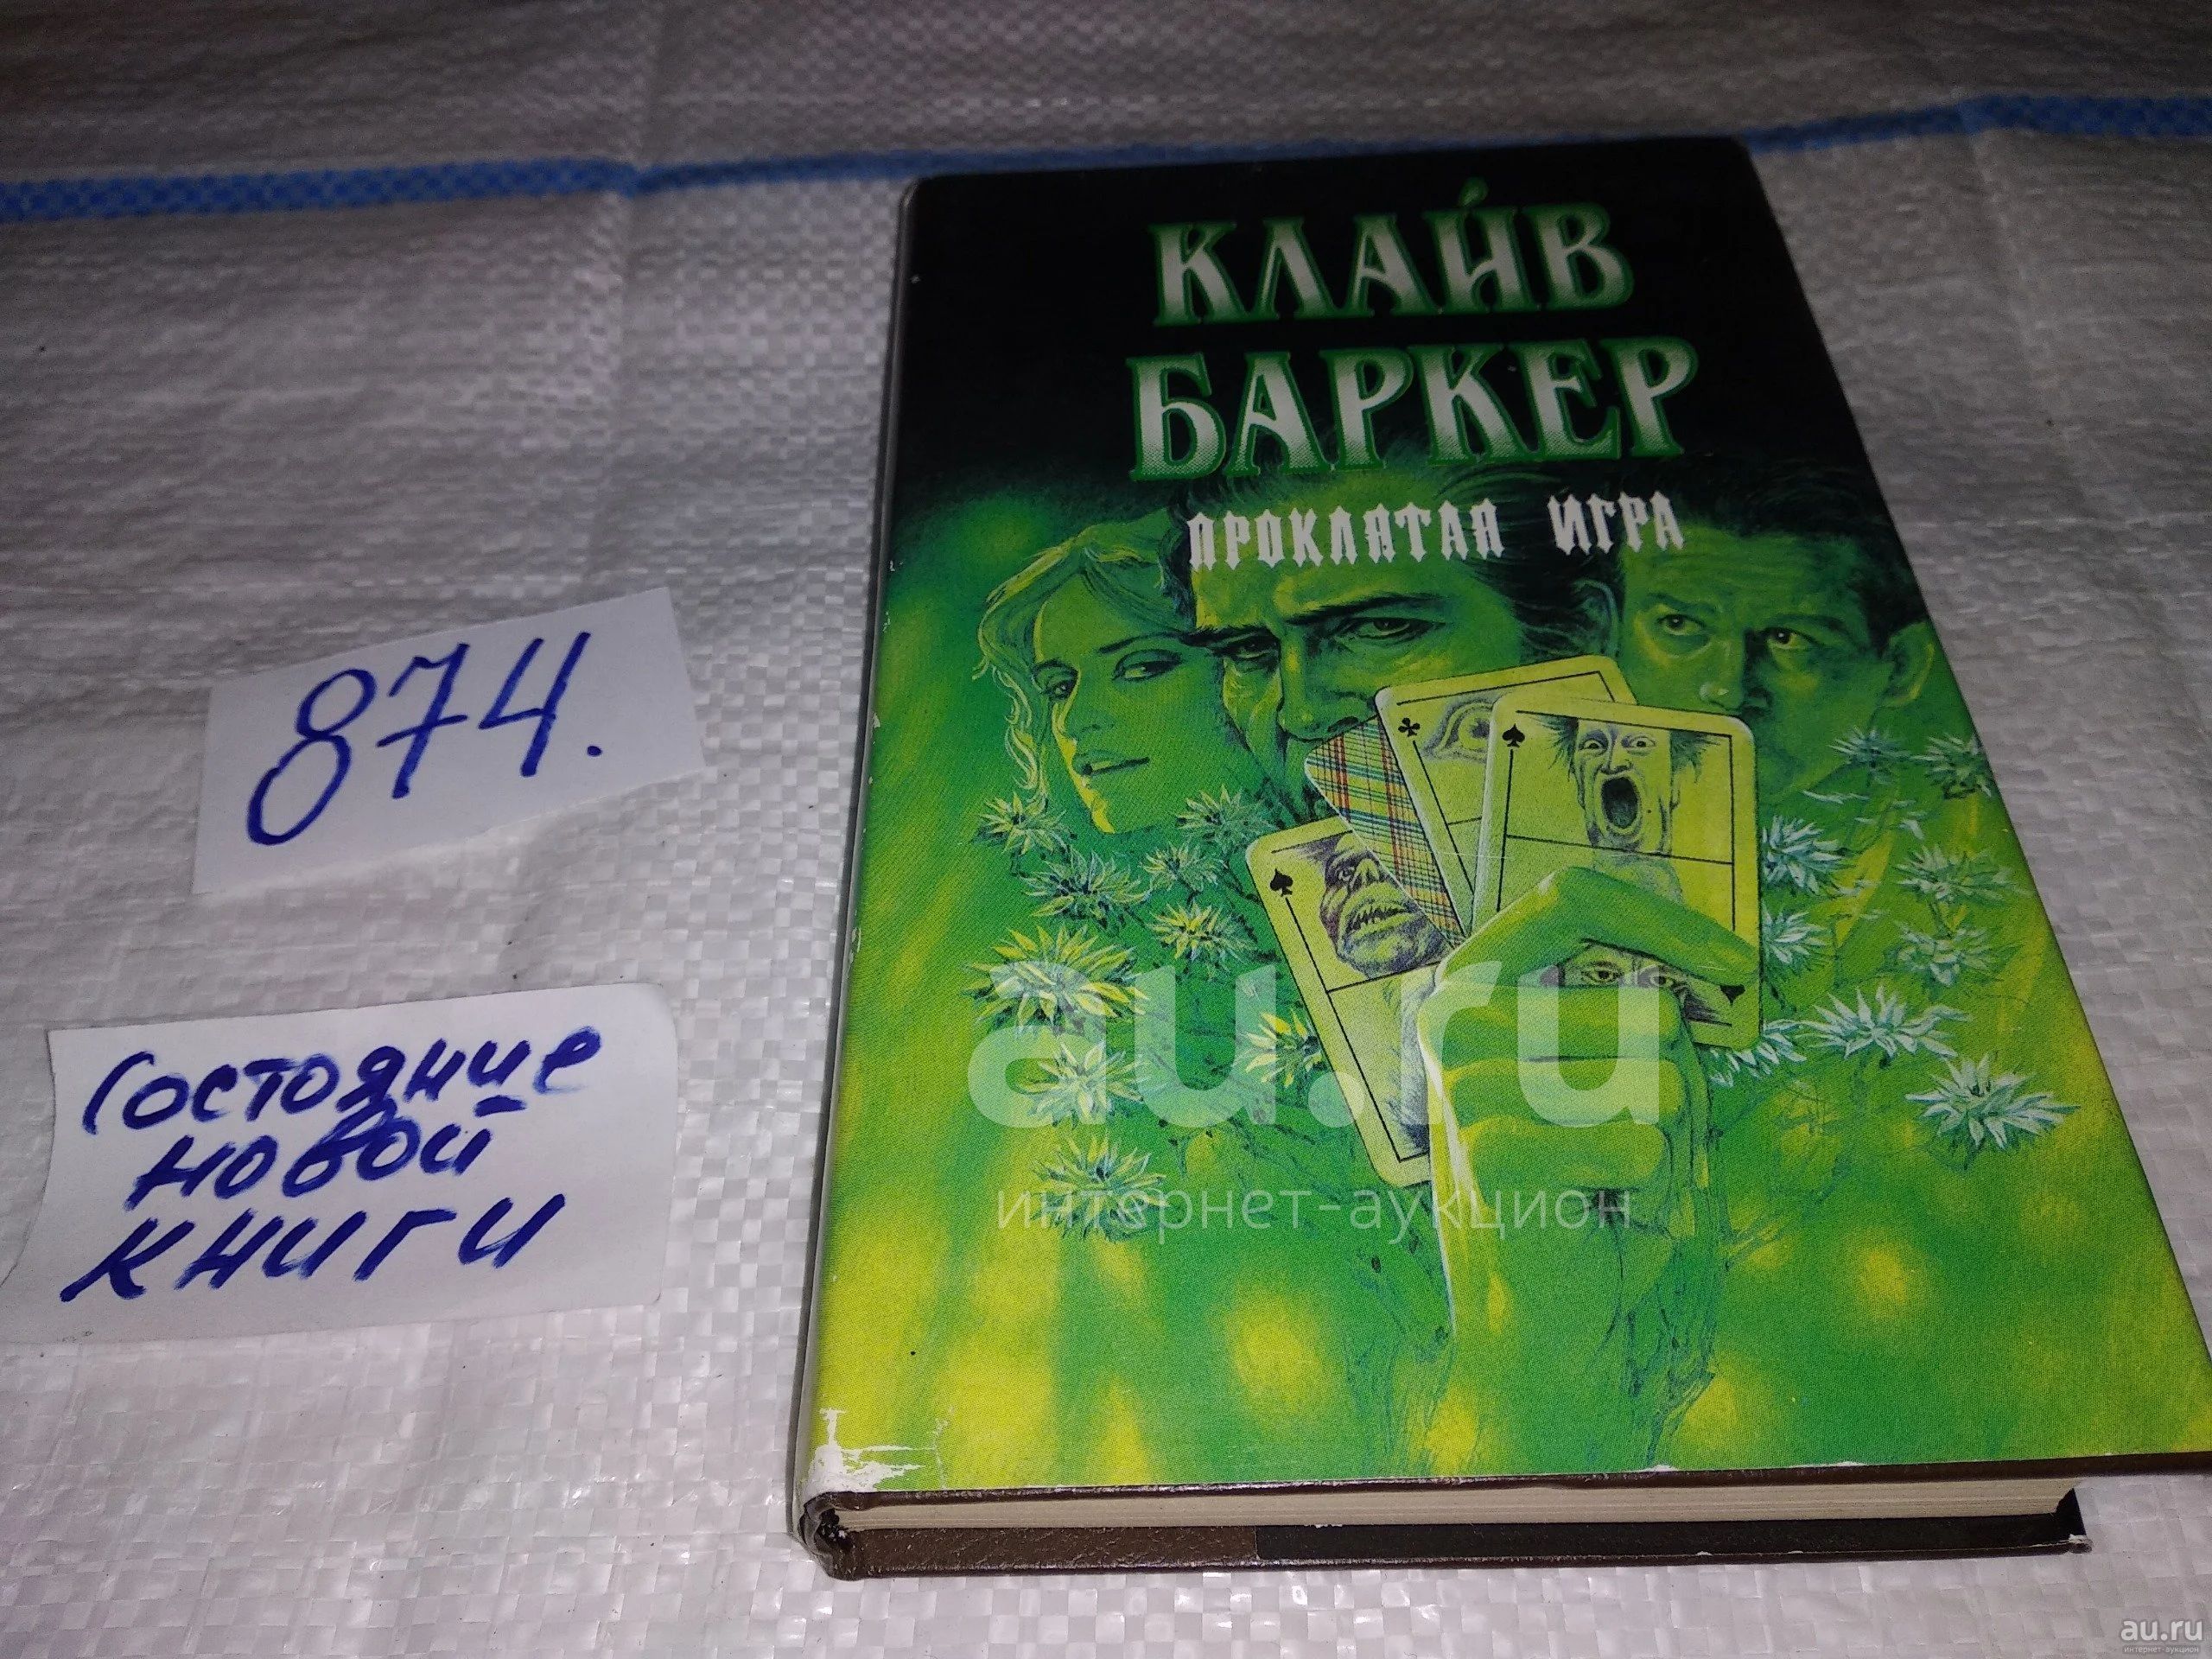 КЛАЙВ
БАРКЕР
ПРОКЛЯТАЯ ИГРА
874.
Состояние
новой
книги
au.ru
интернет-аукцион
au.ru
интернет-аукцион